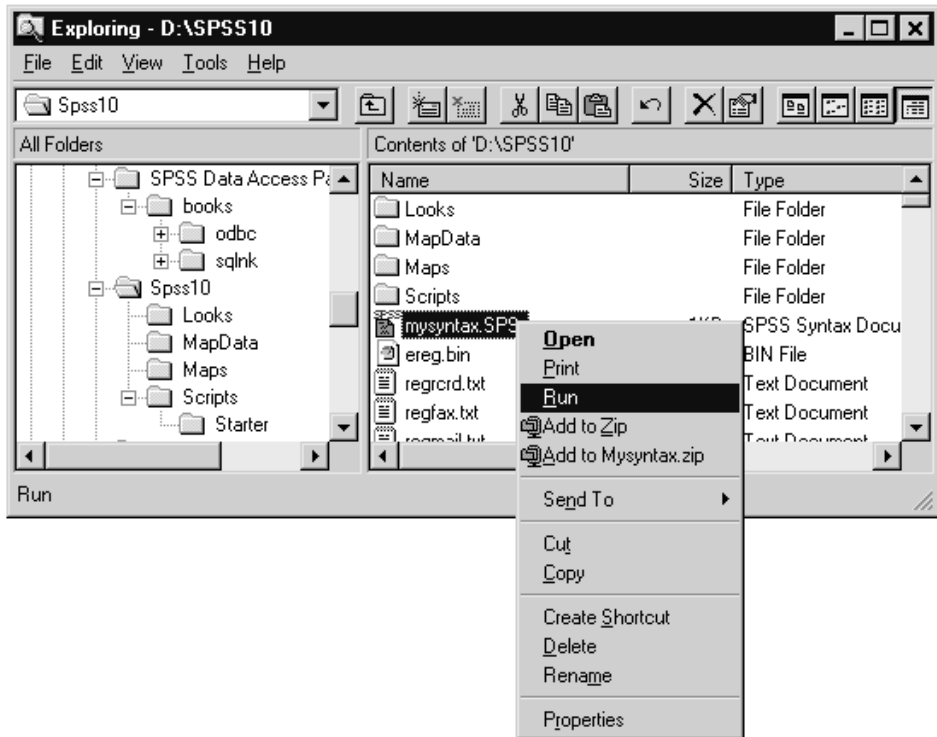 Exploring - D:\SPSS10
File Edit View Tools Help
Spss10
All Folders
Contents of 'D:\SPSS10'
SPSS Data Access Pa
books
odbc
sqlnk
Spss10
Looks
MapData
Maps
Scripts
Starter
Name Size Type
Looks File Folder
MapData File Folder
Maps File Folder
Scripts File Folder
mysyntax.SPS SPSS Syntax Docu
ereg.bin BIN File
regrcrd.txt Text Document
regfax.txt Text Document
Open
Print
Run
Add to Zip
Add to Mysyntax.zip
Send To
Cut
Copy
Create Shortcut
Delete
Rename
Properties
Run